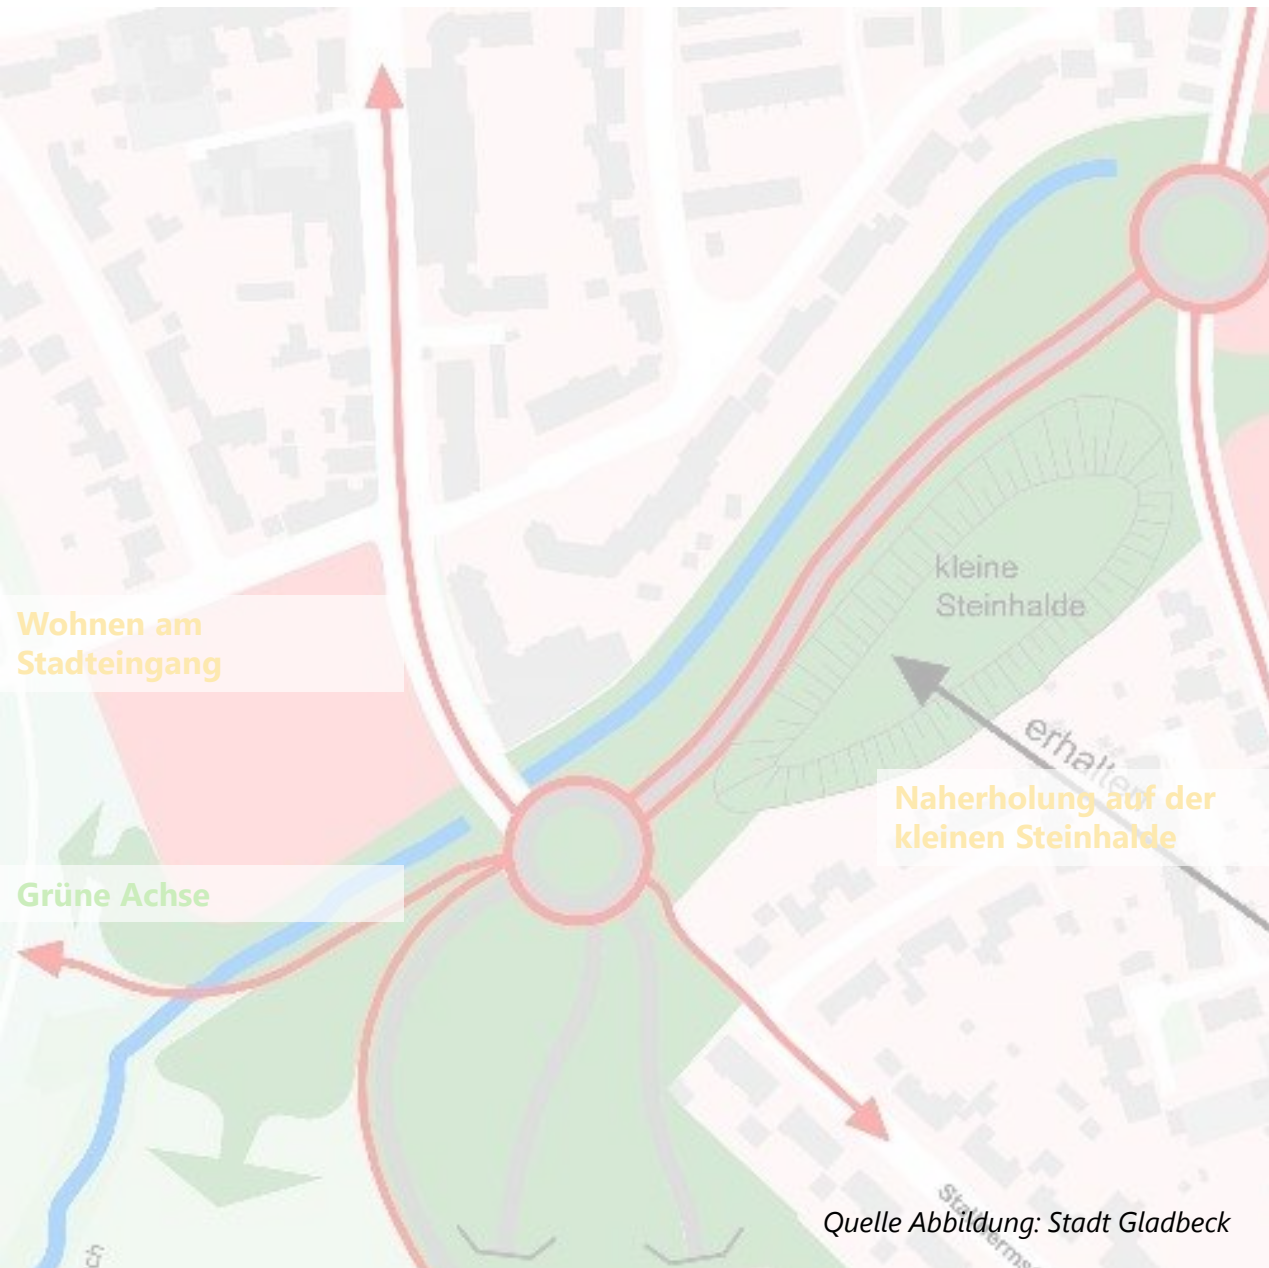 kleine
Steinhalde
Wohnen am
Stadteingang
erhalten
Naherholung auf der
kleinen Steinhalde
Grüne Achse
Quelle Abbildung: Stadt Gladbeck